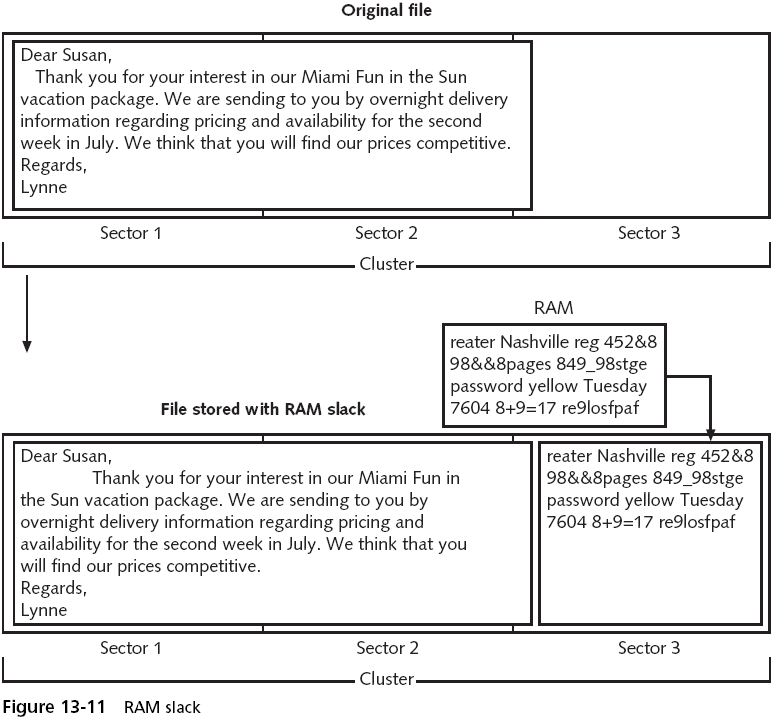 Original file
Dear Susan,
Thank you for your interest in our Miami Fun in the Sun
vacation package. We are sending to you by overnight delivery
information regarding pricing and availability for the second
week in July. We think that you will find our prices competitive.
Regards,
Lynne
Sector 1
Sector 2
Sector 3
Cluster
RAM
reater Nashville reg 452&8
98&&8pages 849_98stge
password yellow Tuesday
7604 8+9=17 re9losfpaf
File stored with RAM slack
Dear Susan,
Thank you for your interest in our Miami Fun in
the Sun vacation package. We are sending to you by
overnight delivery information regarding pricing and
availability for the second week in July. We think that you
will find our prices competitive.
Regards,
Lynne
reater Nashville reg 452&8
98&&8pages 849_98stge
password yellow Tuesday
7604 8+9=17 re9losfpaf
Sector 1
Sector 2
Sector 3
Cluster
Figure 13-11 RAM slack